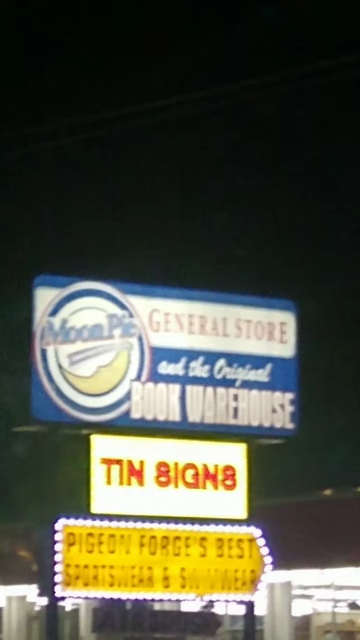 MoonPie
GENERAL STORE
and the Original
BOOK WAREHOUSE
TIN SIGNS
PIGEON FORGE'S BEST
SPORTSWEAR & SWIMWEAR